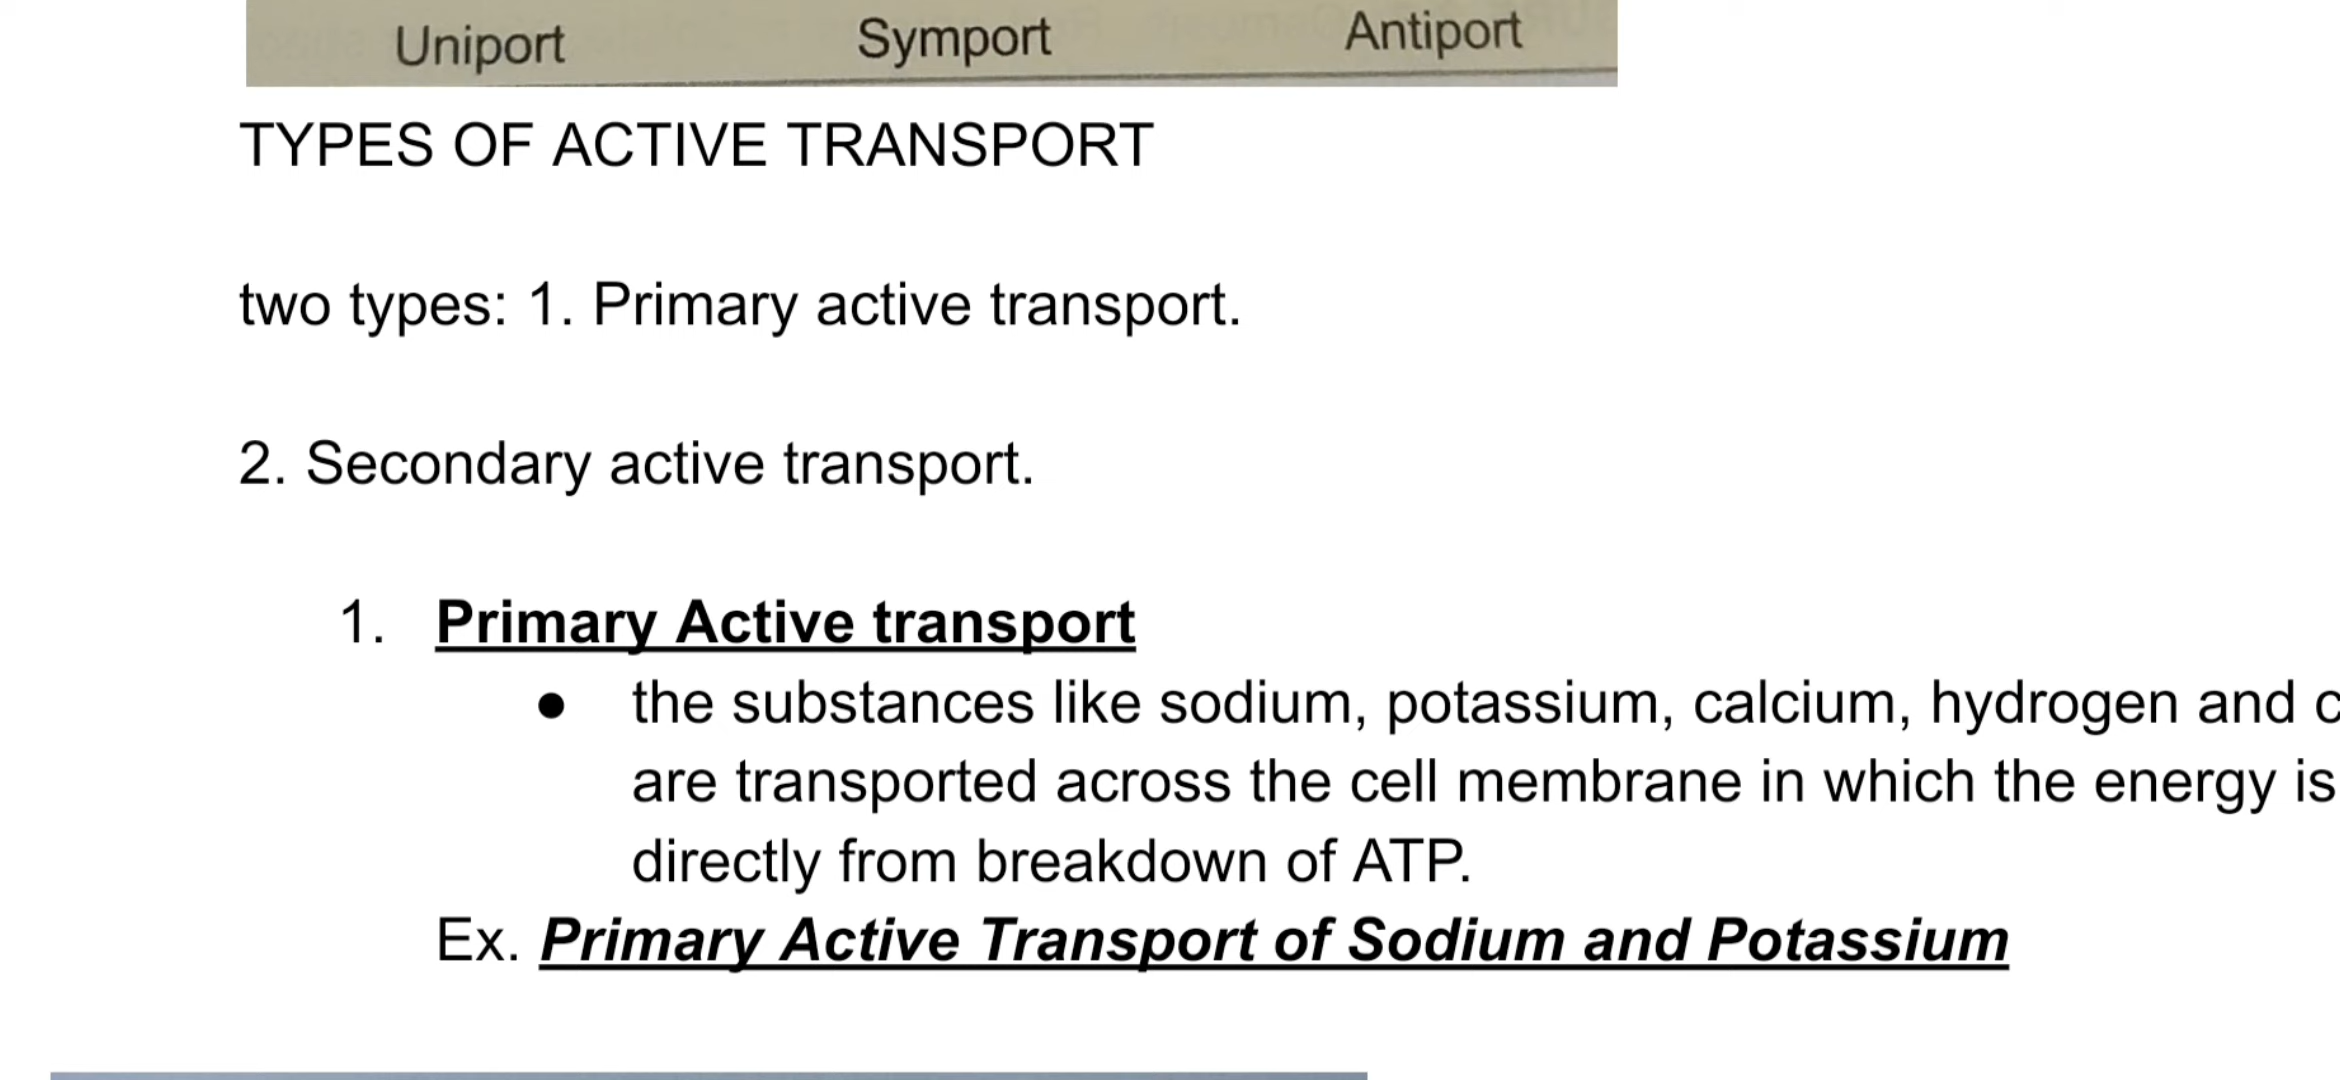 Uniport Symport Antiport
TYPES OF ACTIVE TRANSPORT
two types: 1. Primary active transport.
2. Secondary active transport.
1. Primary Active transport
● the substances like sodium, potassium, calcium, hydrogen and
are transported across the cell membrane in which the energy is
directly from breakdown of ATP.
Ex. Primary Active Transport of Sodium and Potassium